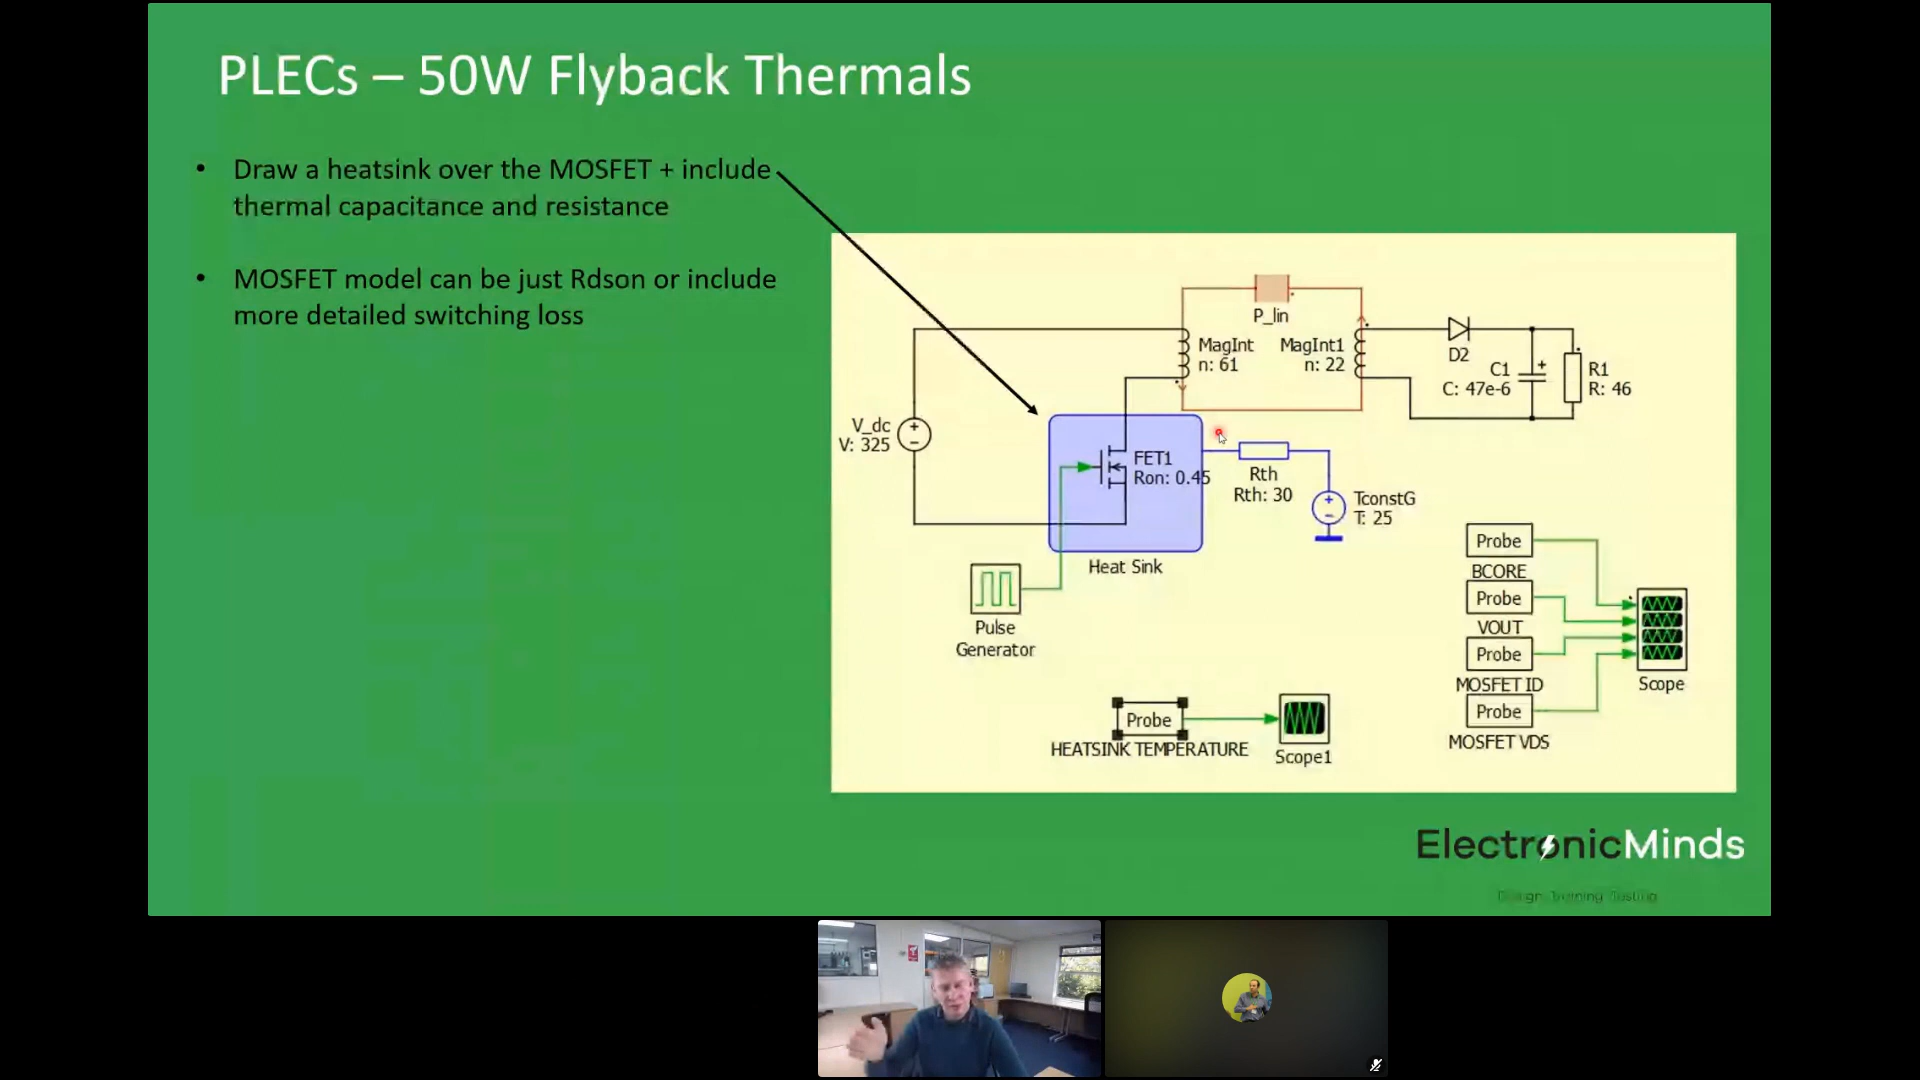 PLECs – 50W Flyback Thermals
• Draw a heatsink over the MOSFET + include
thermal capacitance and resistance
• MOSFET model can be just Rdson or include
more detailed switching loss
P_lin
MagInt
n: 61
MagInt1
n: 22
D2
C1
C: 47e-6
R1
R: 46
V_dc
V: 325
FET1
Ron: 0.45
Rth
Rth: 30
TconstG
T: 25
Heat Sink
Pulse
Generator
Probe
BCORE
Probe
VOUT
Probe
MOSFET ID
Probe
MOSFET VDS
Scope
Probe
HEATSINK TEMPERATURE
Scope1
ElectronicMinds
Design Training Testing